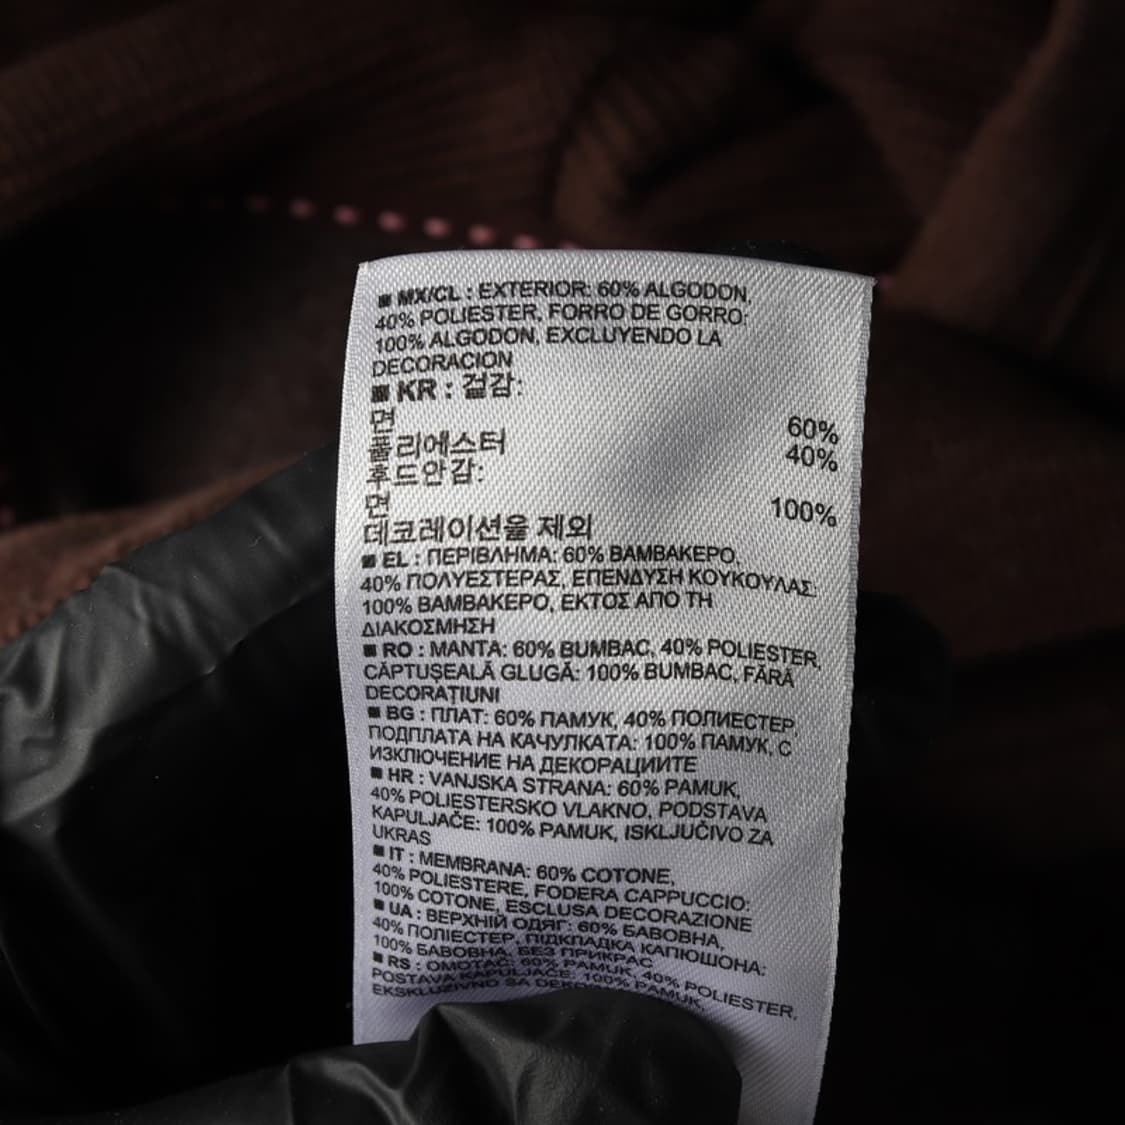 ■ MX/CL : EXTERIOR: 60% ALGODON,
40% POLIESTER, FORRO DE GORRO:
100% ALGODON, EXCLUYENDO LA
DECORACION
■ KR : 겉감:
면 60%
폴리에스터 40%
후드안감:
면 100%
데코레이션을 제외
■ EL : ΠΕΡΙΒΛΗΜΑ: 60% ΒΑΜΒΑΚΕΡΟ,
40% ΠΟΛΥΕΣΤΕΡΑΣ, ΕΠΕΝΔΥΣΗ ΚΟΥΚΟΥΛΑΣ:
100% ΒΑΜΒΑΚΕΡΟ, ΕΚΤΟΣ ΑΠΟ ΤΗ
ΔΙΑΚΟΣΜΗΣΗ
■ RO : MANTA: 60% BUMBAC, 40% POLIESTER,
CĂPTUȘEALĂ GLUGĂ: 100% BUMBAC, FĂRĂ
DECORAȚIUNI
■ BG : ПЛАТ: 60% ПАМУК, 40% ПОЛИЕСТЕР
ПОДПЛАТА НА КАЧУЛКАТА: 100% ПАМУК, С
ИЗКЛЮЧЕНИЕ НА ДЕКОРАЦИИТЕ
■ HR : VANJSKA STRANA: 60% PAMUK,
40% POLIESTERSKO VLAKNO, PODSTAVA
KAPULJAČE: 100% PAMUK, ISKLJUČIVO ZA
UKRAS
■ IT : MEMBRANA: 60% COTONE,
40% POLIESTERE, FODERA CAPPUCCIO:
100% COTONE, ESCLUSA DECORAZIONE
■ UA : ВЕРХНІЙ ОДЯГ: 60% БАВОВНА,
40% ПОЛІЕСТЕР, ПІДКЛАДКА КАПЮШОНА:
100% БАВОВНА, БЕЗ ПРИКРАС
■ RS : OMOTAČ: 60% PAMUK, 40% POLIESTER,
POSTAVA KAPULJAČE: 100% PAMUK,
EKSKLUZIVNO SA